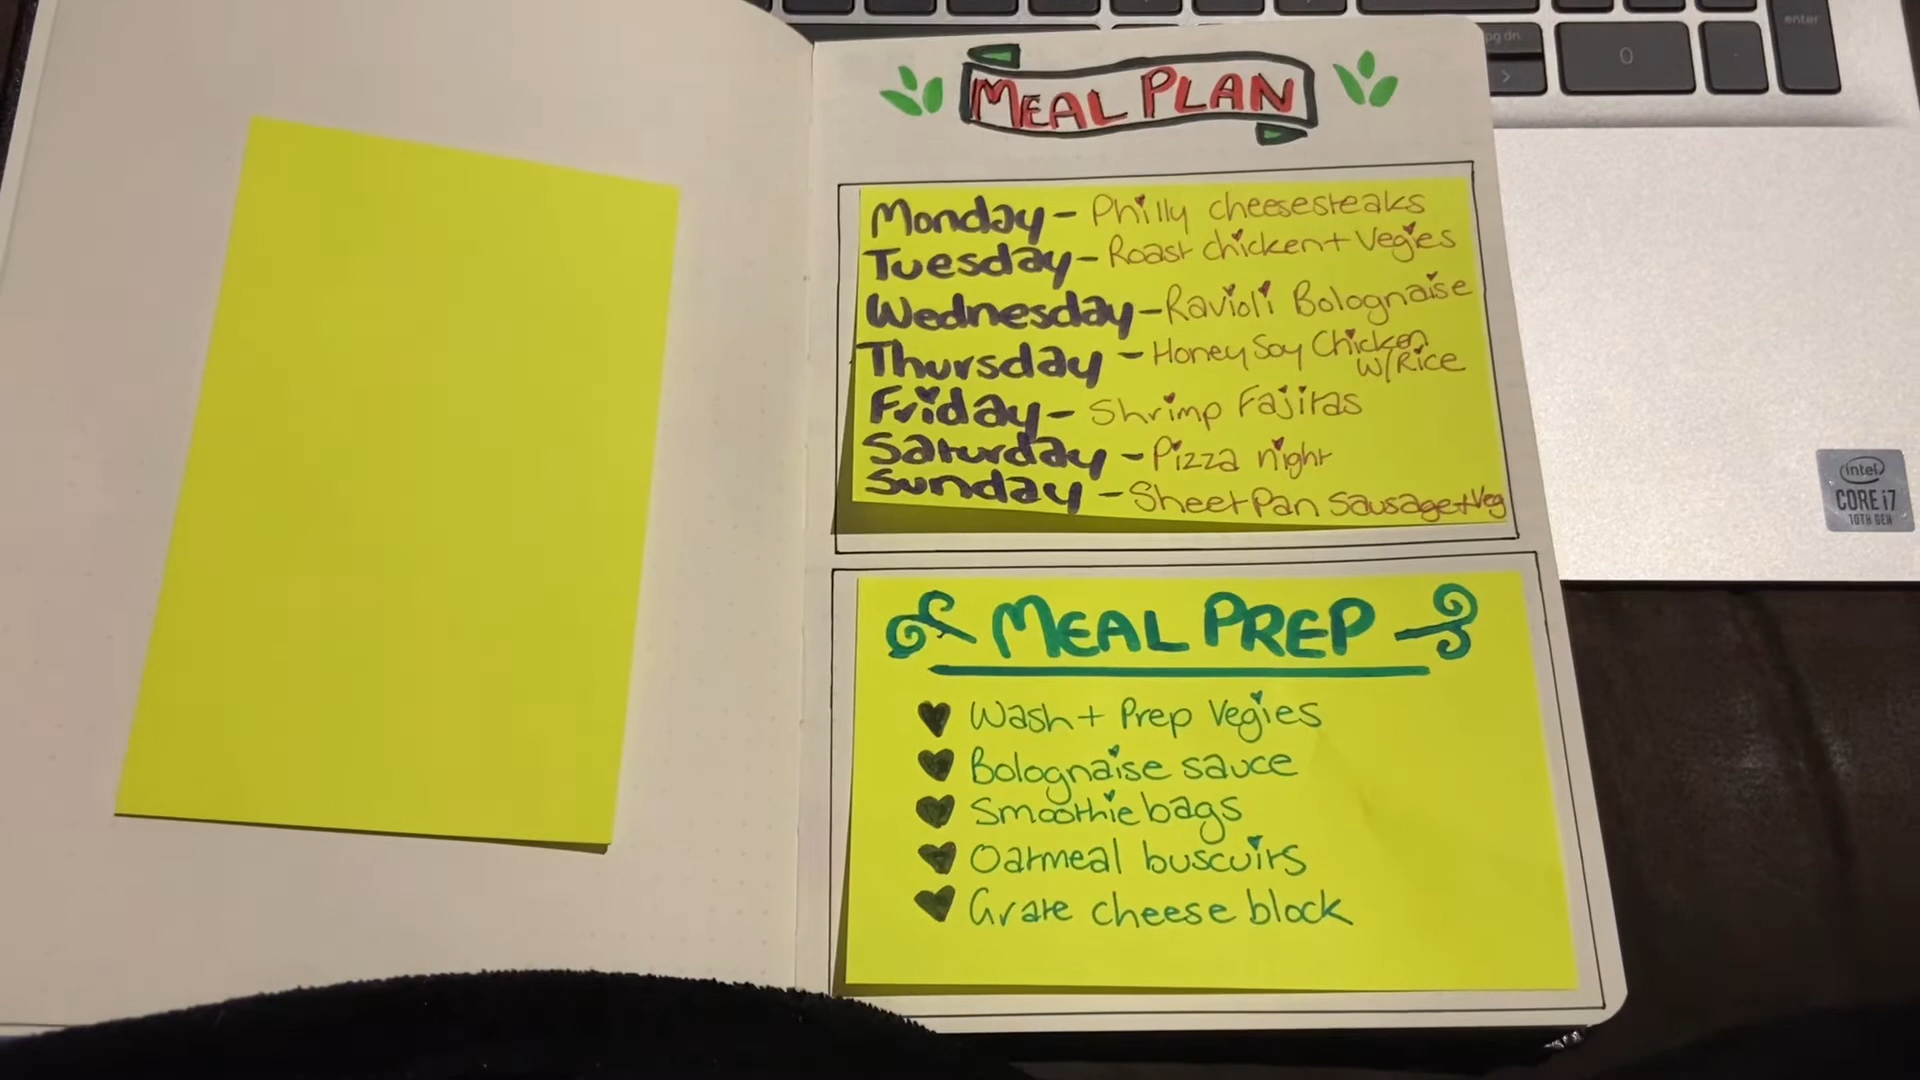 MEAL PLAN
Monday - Philly cheesesteaks
Tuesday - Roast chicken + Vegies
Wednesday - Ravioli Bolognaise
Thursday - Honey Soy Chicken
w/Rice
Friday - Shrimp Fajitas
Saturday - Pizza night
Sunday - Sheet Pan Sausage + Veg
MEAL PREP
Wash + Prep Vegies
Bolognaise sauce
Smoothie bags
Oatmeal buscuits
Grate cheese block
enter
pg dn
0
.
>
intel
CORE i7
10TH GEN